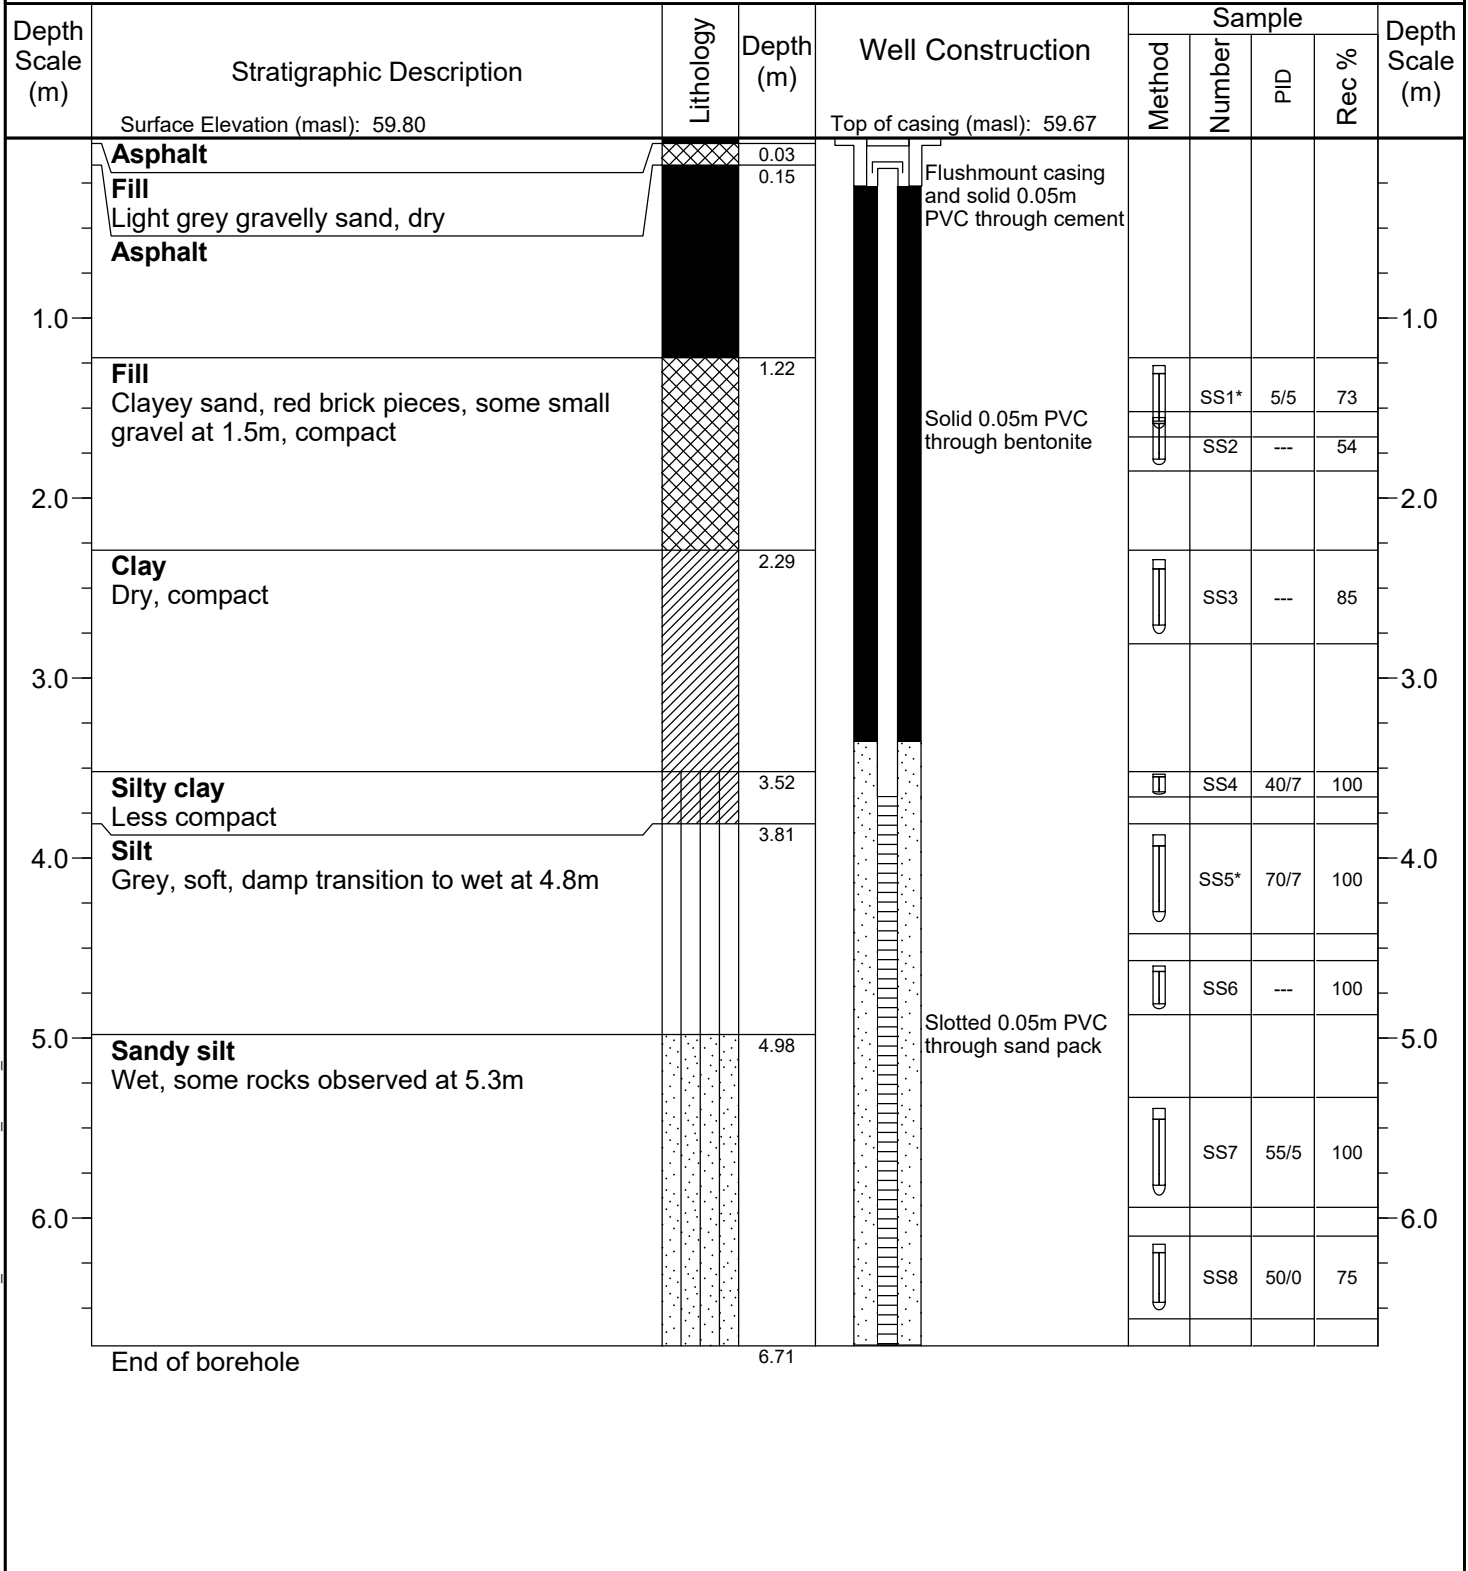 Depth
Scale
(m)
Stratigraphic Description
Surface Elevation (masl): 59.80
Lithology
Depth
(m)
Well Construction
Top of casing (masl): 59.67
Sample
Method
Number
PID
Rec %
Depth
Scale
(m)
Asphalt
0.03
Fill
Light grey gravelly sand, dry
0.15
Asphalt
Flushmount casing
and solid 0.05m
PVC through cement
1.0
1.0
Fill
Clayey sand, red brick pieces, some small
gravel at 1.5m, compact
1.22
Solid 0.05m PVC
through bentonite
SS1* 5/5 73
SS2 --- 54
2.0
2.0
Clay
Dry, compact
2.29
SS3 --- 85
3.0
3.0
Silty clay
Less compact
3.52
SS4 40/7 100
Silt
Grey, soft, damp transition to wet at 4.8m
3.81
4.0
4.0
SS5* 70/7 100
SS6 --- 100
Slotted 0.05m PVC
through sand pack
5.0
5.0
Sandy silt
Wet, some rocks observed at 5.3m
4.98
SS7 55/5 100
6.0
6.0
SS8 50/0 75
End of borehole
6.71